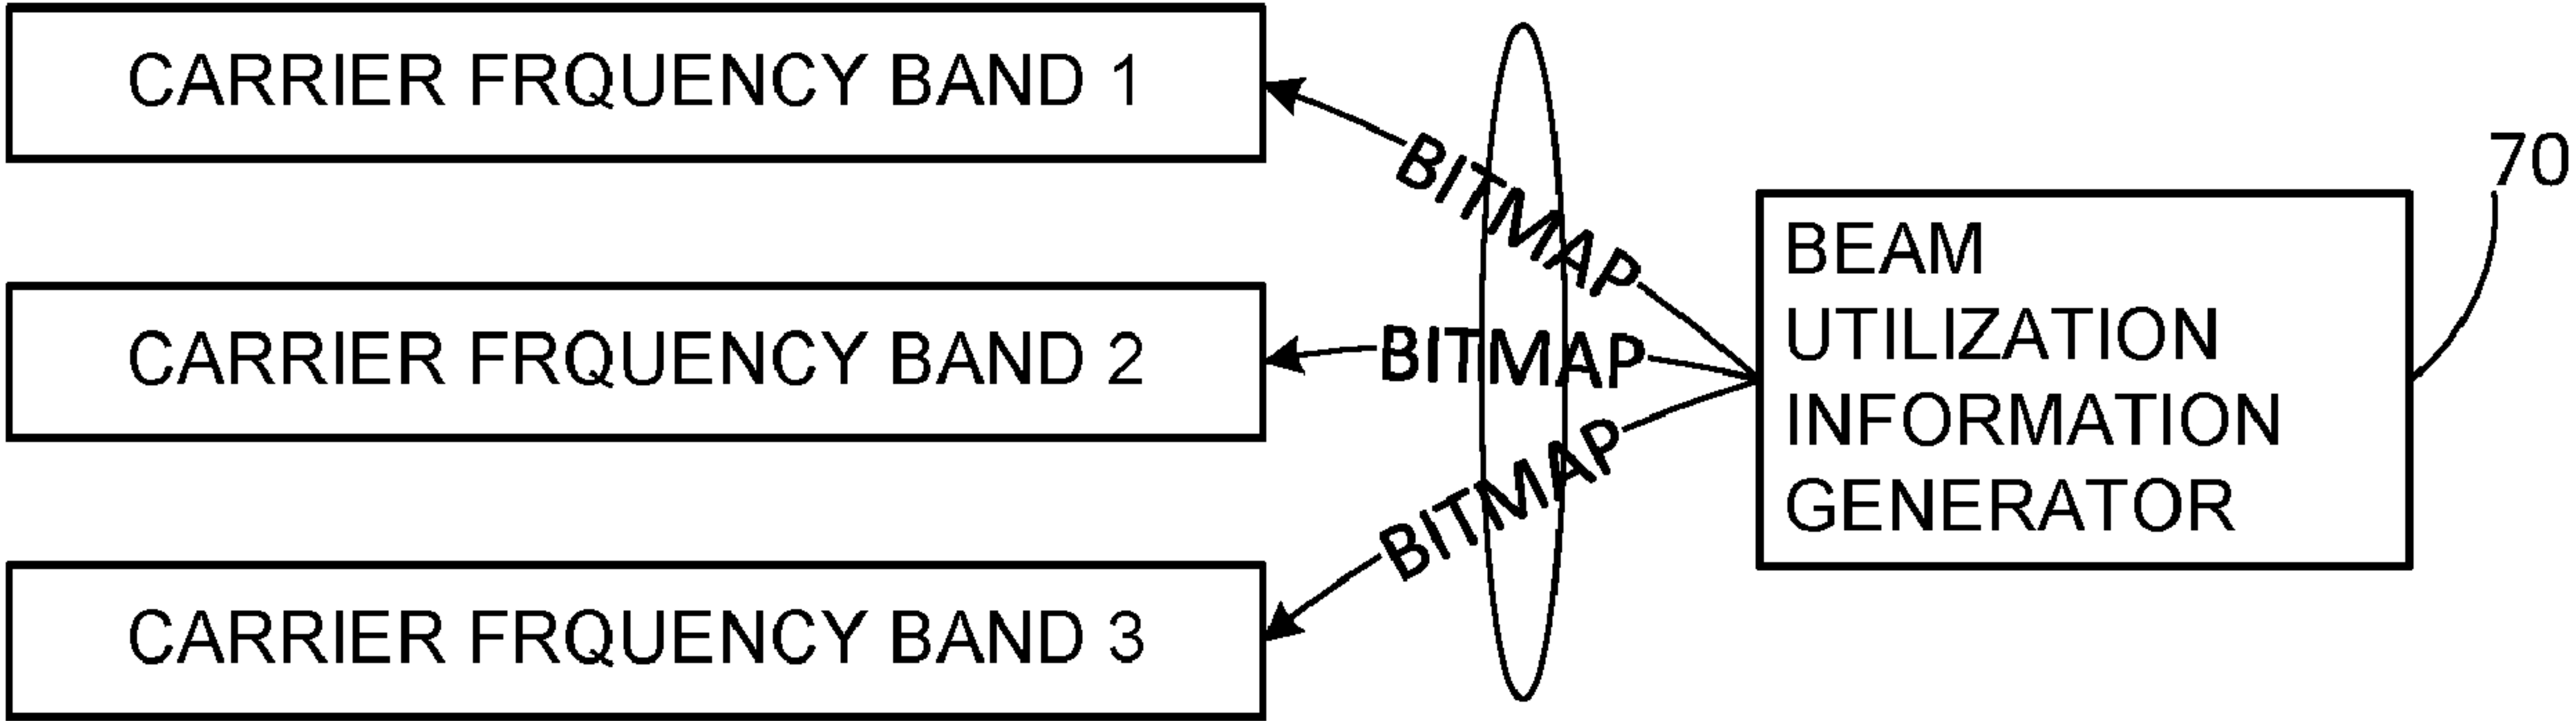 CARRIER FRQUENCY BAND 1
CARRIER FRQUENCY BAND 2
CARRIER FRQUENCY BAND 3
BITMAP
BITMAP
BITMAP
BEAM
UTILIZATION
INFORMATION
GENERATOR
70